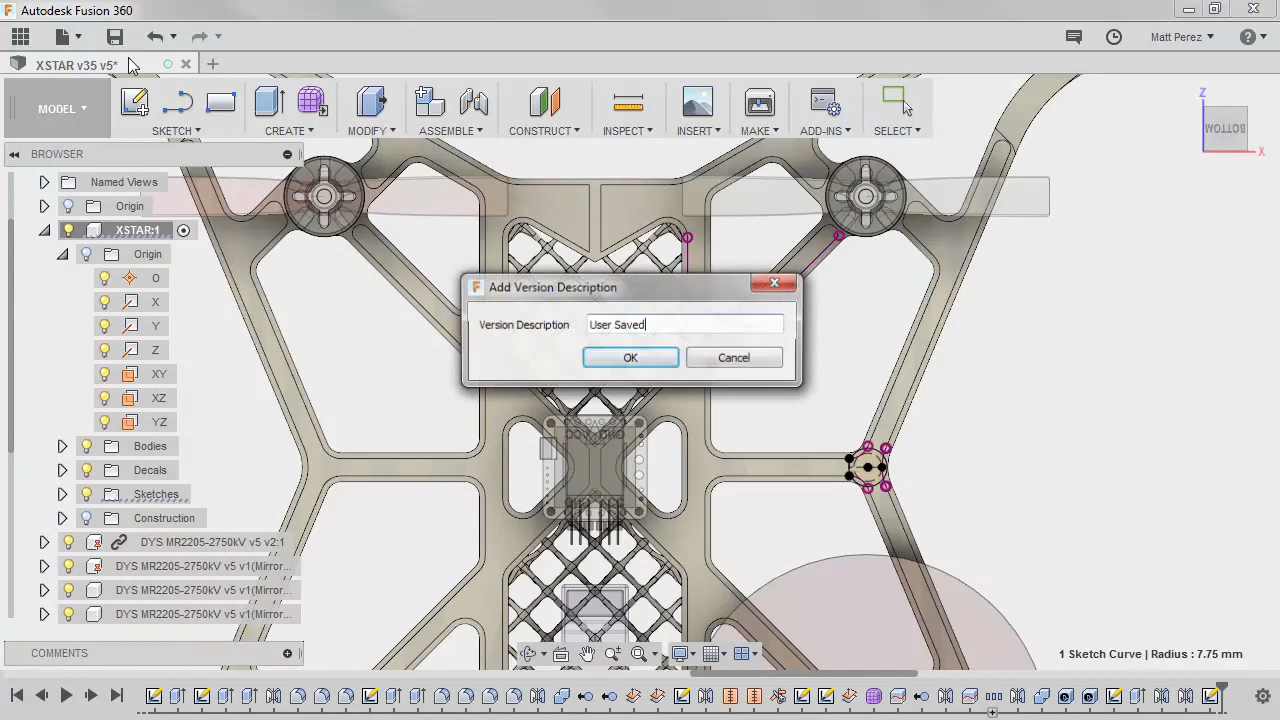 Autodesk Fusion 360
Matt Perez
XSTAR v35 v5*
MODEL
SKETCH
CREATE
MODIFY
ASSEMBLE
CONSTRUCT
INSPECT
INSERT
MAKE
ADD-INS
SELECT
Z
BOTTOM
X
BROWSER
Named Views
Origin
XSTAR:1
Origin
O
X
Y
Z
XY
XZ
YZ
Bodies
Decals
Sketches
Construction
DYS MR2205-2750kV v5 v2:1
DYS MR2205-2750kV v5 v1(Mirror...
DYS MR2205-2750kV v5 v1(Mirror...
DYS MR2205-2750kV v5 v1(Mirror...
Add Version Description
Version Description
User Saved
OK
Cancel
COMMENTS
1 Sketch Curve | Radius : 7.75 mm